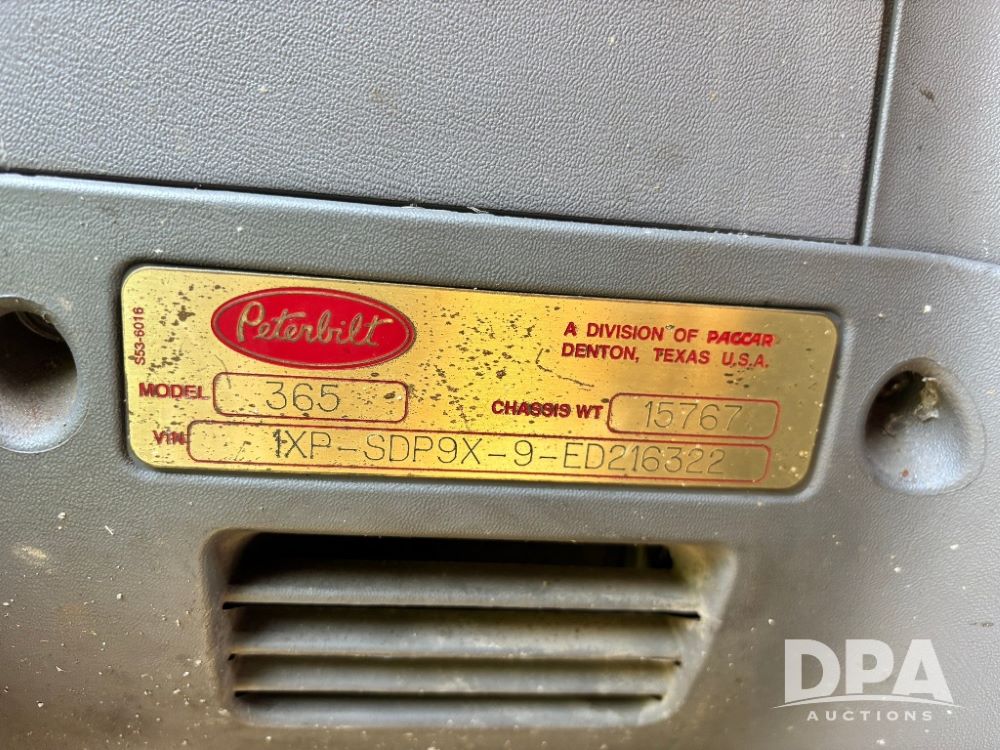 S53-6016
Peterbilt
A DIVISION OF PACCAR
DENTON, TEXAS U.S.A.
MODEL 365
CHASSIS WT 15767
VIN 1XP-SDP9X-9-ED216322
DPA
AUCTIONS